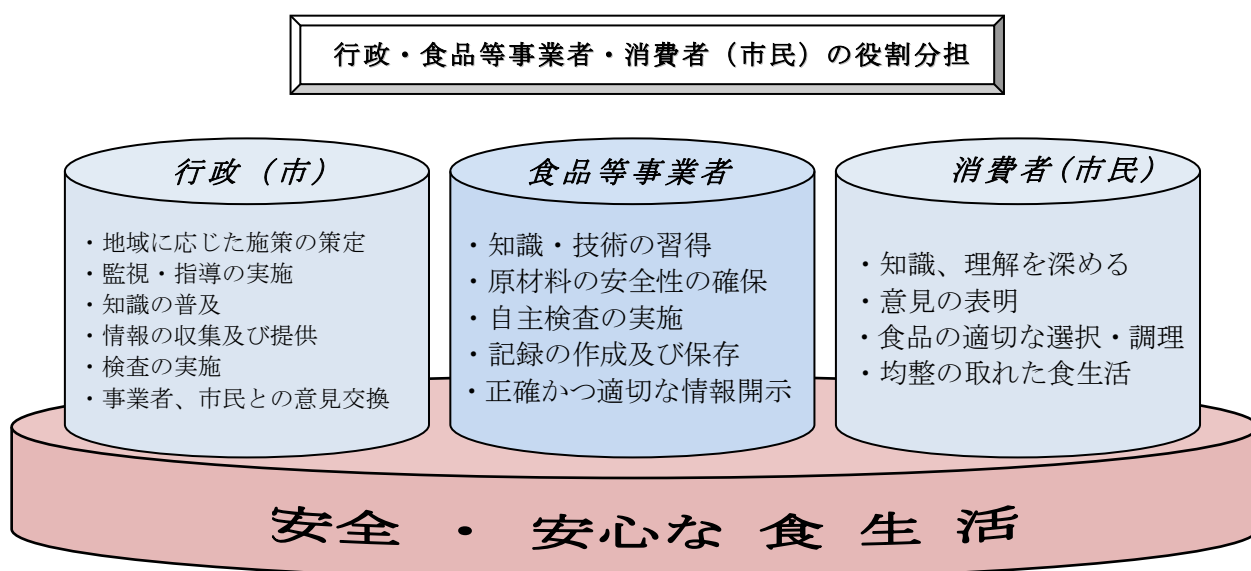 行政・食品等事業者・消費者（市民）の役割分担
行政（市）
・地域に応じた施策の策定
・監視・指導の実施
・知識の普及
・情報の収集及び提供
・検査の実施
・事業者、市民との意見交換
食品等事業者
・知識・技術の習得
・原材料の安全性の確保
・自主検査の実施
・記録の作成及び保存
・正確かつ適切な情報開示
消費者（市民）
・知識、理解を深める
・意見の表明
・食品の適切な選択・調理
・均整の取れた食生活
安全・安心な食生活